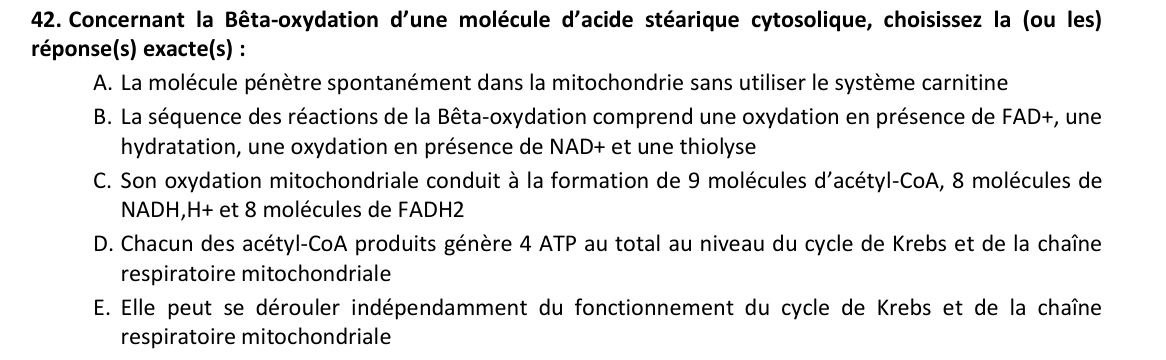 42. Concernant la Bêta-oxydation d’une molécule d’acide stéarique cytosolique, choisissez la (ou les)
réponse(s) exacte(s) :
A. La molécule pénètre spontanément dans la mitochondrie sans utiliser le système carnitine
B. La séquence des réactions de la Bêta-oxydation comprend une oxydation en présence de FAD+, une
hydratation, une oxydation en présence de NAD+ et une thiolyse
C. Son oxydation mitochondriale conduit à la formation de 9 molécules d’acétyl-CoA, 8 molécules de
NADH,H+ et 8 molécules de FADH2
D. Chacun des acétyl-CoA produits génère 4 ATP au total au niveau du cycle de Krebs et de la chaîne
respiratoire mitochondriale
E. Elle peut se dérouler indépendamment du fonctionnement du cycle de Krebs et de la chaîne
respiratoire mitochondriale